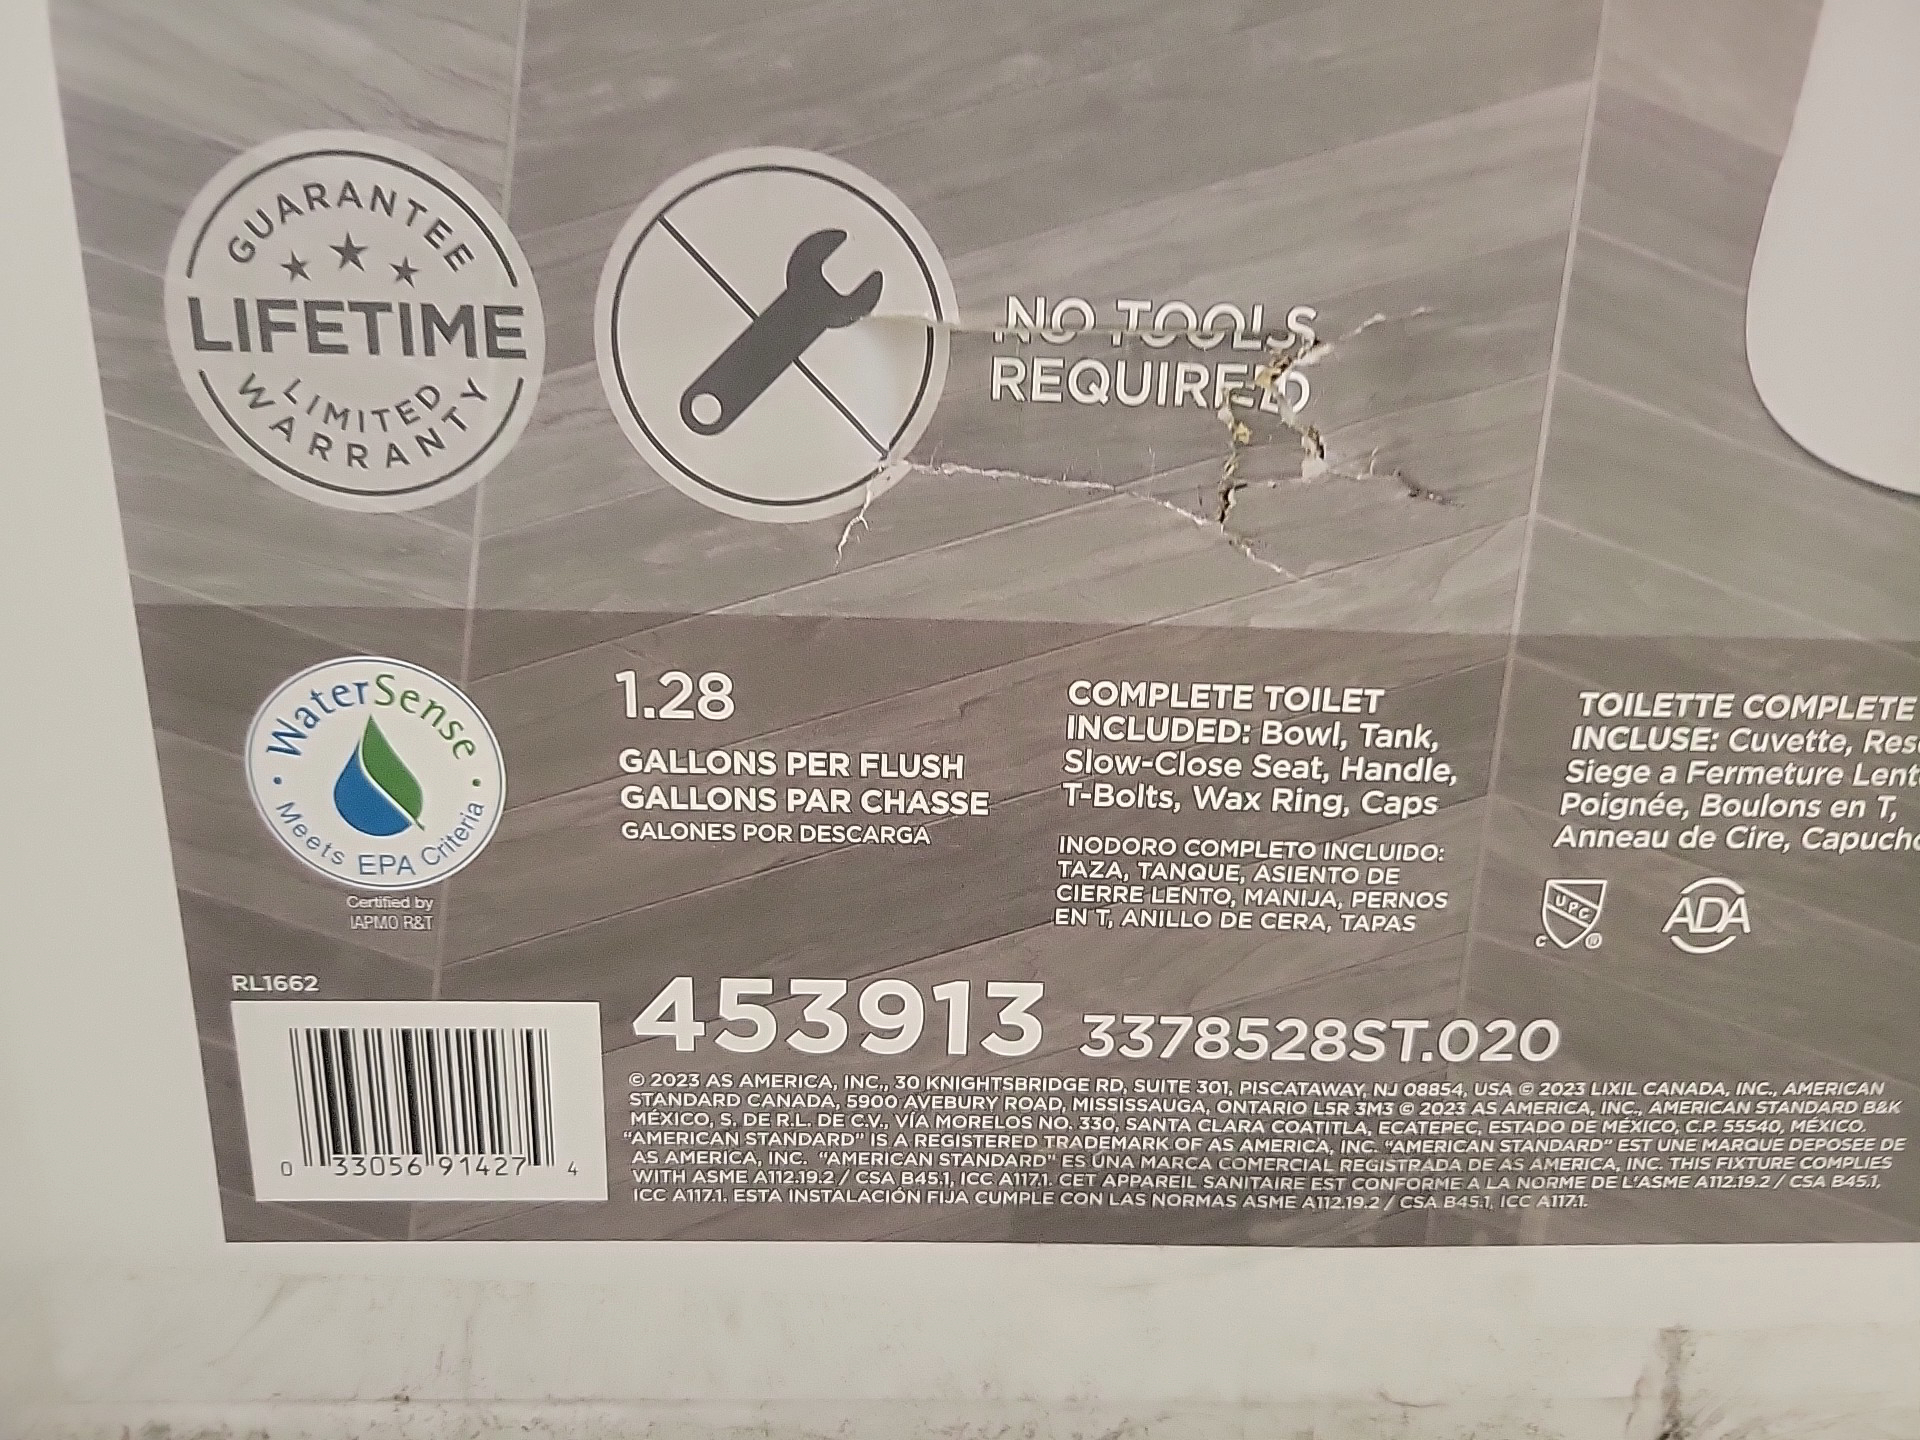 GUARANTEE
LIFETIME
LIMITED
WARRANTY
NO TOOLS
REQUIRED
WaterSense
Meets EPA Criteria
Certified by
IAPMO R&T
1.28
GALLONS PER FLUSH
GALLONS PAR CHASSE
GALONES POR DESCARGA
COMPLETE TOILET
INCLUDED: Bowl, Tank,
Slow-Close Seat, Handle,
T-Bolts, Wax Ring, Caps
INODORO COMPLETO INCLUIDO:
TAZA, TANQUE, ASIENTO DE
CIERRE LENTO, MANIJA, PERNOS
EN T, ANILLO DE CERA, TAPAS
TOILETTE COMPLETE
INCLUSE: Cuvette,
Siege a Fermeture
Poignée, Boulons en T,
Anneau de Cire,
UPC
C ®
ADA
RL1662
0 33056 91427 4
453913 3378528ST.020
© 2023 AS AMERICA, INC., 30 KNIGHTSBRIDGE RD, SUITE 301, PISCATAWAY, NJ 08854, USA © 2023 LIXIL CANADA, INC., AMERICAN
STANDARD CANADA, 5900 AVEBURY ROAD, MISSISSAUGA, ONTARIO L5R 3M3 © 2023 AS AMERICA, INC., AMERICAN STANDARD B&K
MÉXICO, S, DE R.L. DE C.V., VÍA MORELOS NO. 330, SANTA CLARA COATITLA, ECATEPEC, ESTADO DE MÉXICO, C.P. 55540, MÉXICO.
"AMERICAN STANDARD" IS A REGISTERED TRADEMARK OF AS AMERICA, INC. "AMERICAN STANDARD" EST UNE MARQUE DEPOSEE DE
AS AMERICA, INC. "AMERICAN STANDARD" ES UNA MARCA COMERCIAL REGISTRADA DE AS AMERICA, INC. THIS FIXTURE COMPLIES
WITH ASME A112.19.2 / CSA B45.1, ICC A117.1. CET APPAREIL SANITAIRE EST CONFORME A LA NORME DE L'ASME A112.19.2 / CSA B45.1,
ICC A117.1. ESTA INSTALACIÓN FIJA CUMPLE CON LAS NORMAS ASME A112.19.2 / CSA B45.1, ICC A117.1.